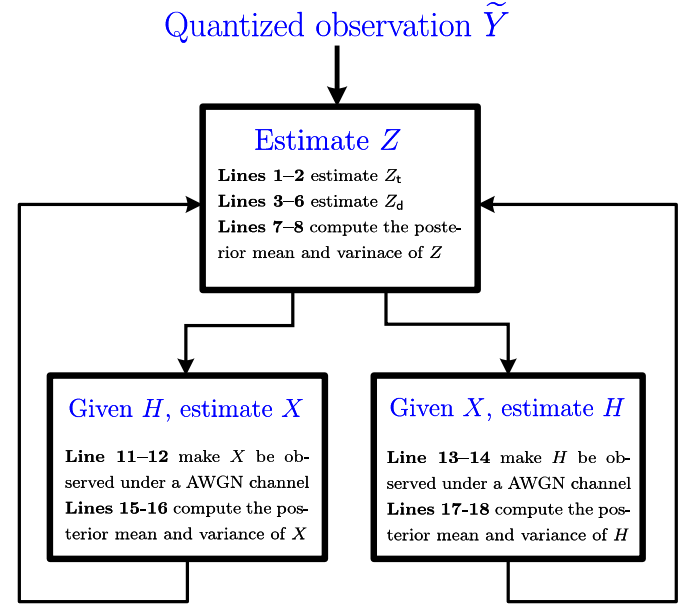 Quantized observation Ỹ
Estimate Z
Lines 1–2 estimate Zt
Lines 3–6 estimate Zd
Lines 7–8 compute the poste-
rior mean and varinace of Z
Given H, estimate X
Line 11–12 make X be ob-
served under a AWGN channel
Lines 15-16 compute the pos-
terior mean and variance of X
Given X, estimate H
Line 13–14 make H be ob-
served under a AWGN channel
Lines 17-18 compute the pos-
terior mean and variance of H